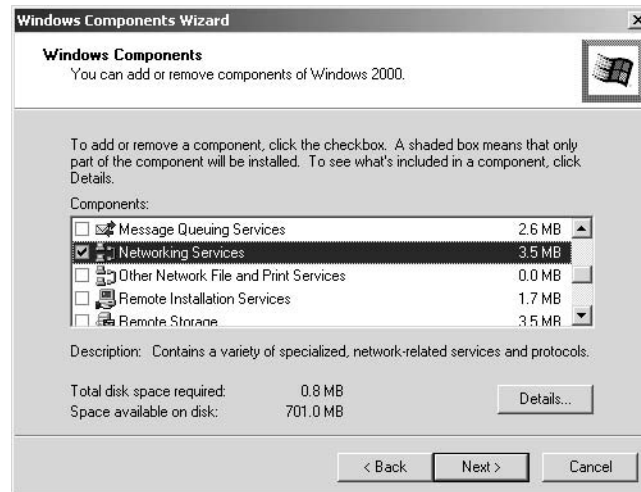 Windows Components Wizard
Windows Components
You can add or remove components of Windows 2000.
To add or remove a component, click the checkbox. A shaded box means that only
part of the component will be installed. To see what's included in a component, click
Details.
Components:
Message Queuing Services 2.6 MB
Networking Services 3.5 MB
Other Network File and Print Services 0.0 MB
Remote Installation Services 1.7 MB
Remote Storage 3.5 MB
Description: Contains a variety of specialized, network-related services and protocols.
Total disk space required: 0.8 MB
Space available on disk: 701.0 MB
Details...
< Back Next > Cancel